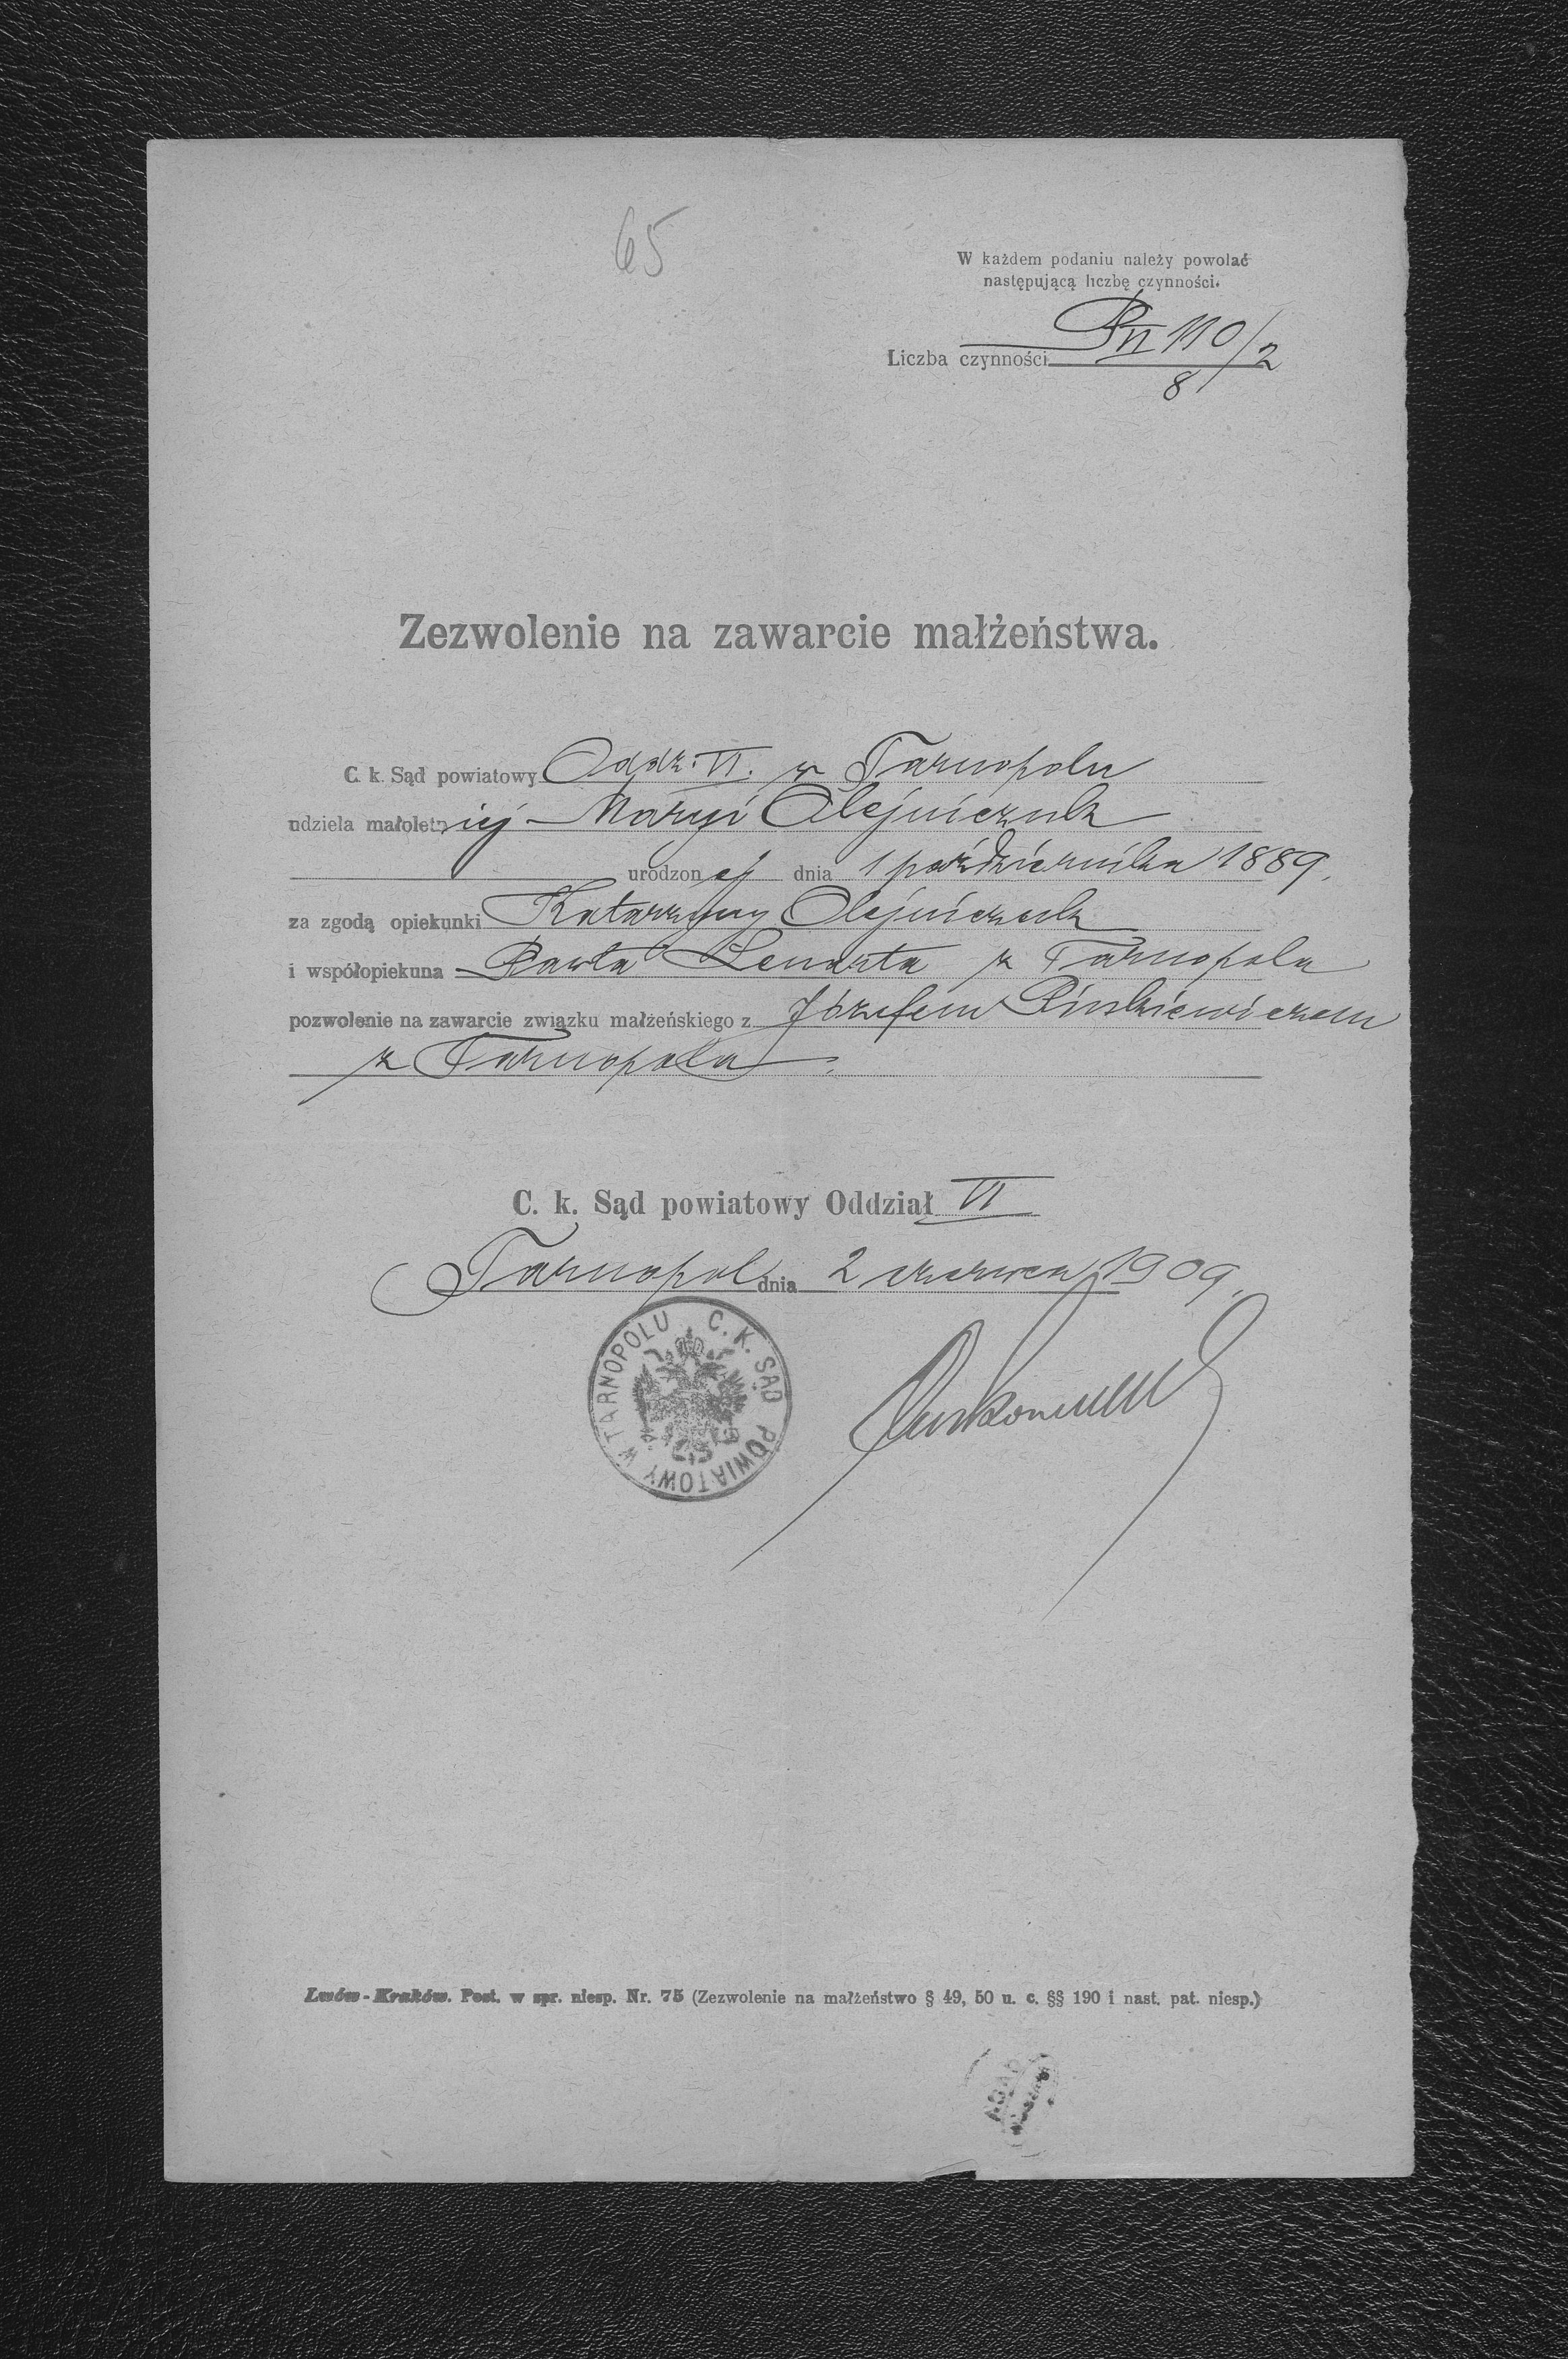 65
W każdem podaniu należy powołać
następującą liczbę czynności.
Liczba czynności P VI 110/8 / 2
Zezwolenie na zawarcie małżeństwa.
C. k. Sąd powiatowy Oddz: VI. w Tarnopolu
udziela małoletniej Maryi Olejniczuk
urodzonej dnia 1 października 1889.
za zgodą opiekunki Katarzyny Olejniczuk
i współopiekuna Pawła Lenarta z Tarnopola
pozwolenie na zawarcie związku małżeńskiego z Józefem
z Tarnopola.
C. k. Sąd powiatowy Oddział VI
Tarnopol dnia 2 czerwca 1909.
C. K. SĄD POWIATOWY W TARNOPOLU
Lwów - Kraków. Post. w spr. niesp. Nr. 75 (Zezwolenie na małżeństwo § 49, 50 u. c. §§ 190 i nast. pat. niesp.)